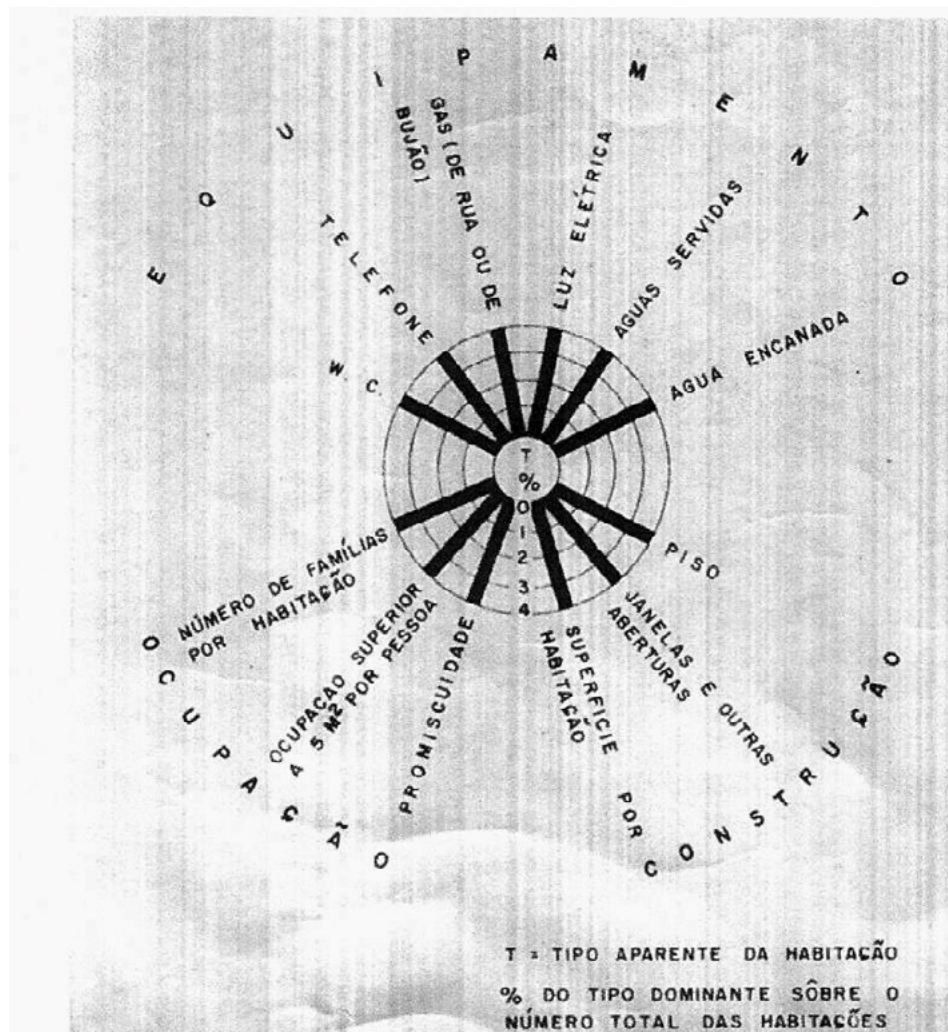 EQUIPAMENTO
W. C.
TELEFONE
GAS (DE RUA OU DE
BUJÃO)
LUZ ELÉTRICA
AGUAS SERVIDAS
AGUA ENCANADA
T
%
0
1
2
3
4
NÚMERO DE FAMÍLIAS
POR HABITAÇÃO
OCUPAÇAO SUPERIOR
A 5 M² POR PESSOA
PROMISCUIDADE
OCUPAÇÃO
PISO
JANELAS E OUTRAS
ABERTURAS
SUPERFICIE POR
HABITAÇÃO
CONSTRUÇÃO
T = TIPO APARENTE DA HABITAÇÃO
% DO TIPO DOMINANTE SÔBRE O
NÚMERO TOTAL DAS HABITAÇÕES